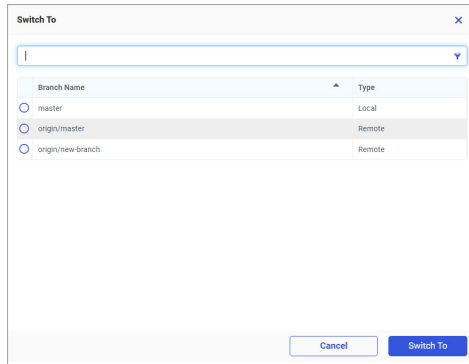 Switch To
Branch Name Type
master Local
origin/master Remote
origin/new-branch Remote
Cancel Switch To